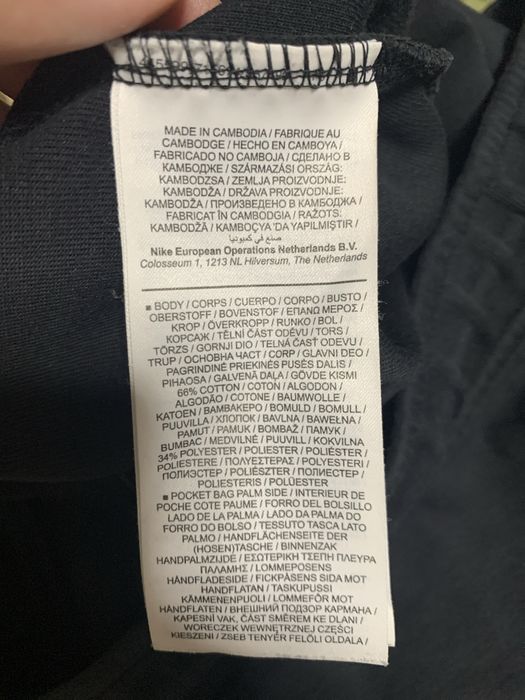 MADE IN CAMBODIA / FABRIQUE AU
CAMBODGE / HECHO EN CAMBOYA /
FABRICADO NO CAMBOJA / СДЕЛАНО В
КАМБОДЖЕ / SZÁRMAZÁSI ORSZÁG:
KAMBODZSA / ZEMLJA PROIZVODNJE:
KAMBODŽA / DRŽAVA PROIZVODNJE:
KAMBODŽA / ПРОИЗВЕДЕНО В КАМБОДЖА /
FABRICAT ÎN CAMBODGIA / RAŽOTS:
KAMBODŽĀ / KAMBOÇYA 'DA YAPILMIŞTIR /
صنع في كمبوديا
Nike European Operations Netherlands B.V.
Colosseum 1, 1213 NL Hilversum, The Netherlands
■ BODY / CORPS / CUERPO / CORPO / BUSTO /
OBERSTOFF / BOVENSTOF / ΕΠΑΝΩ ΜΕΡΟΣ /
KROP / ÖVERKROPP / RUNKO / BOL /
КОРСАЖ / TĚLNÍ ČÁST ODĚVU / TORS /
TÖRZS / GORNJI DIO / TELNÁ ČASŤ ODEVU /
TRUP / ОСНОВНА ЧАСТ / CORP / GLAVNI DEO /
PAGRINDINĖ PRIEKINĖS PUSĖS DALIS /
PIHAOSA / GALVENĀ DAĻA / GÖVDE KISMI
66% COTTON / COTON / ALGODON /
ALGODÃO / COTONE / BAUMWOLLE /
KATOEN / ΒΑΜΒΑΚΕΡΟ / BOMULD / BOMULL /
PUUVILLA / ХЛОПОК / BAVLNA / BAWEŁNA /
PAMUT / PAMUK / BOMBAŽ / ПАМУК /
BUMBAC / MEDVILNĖ / PUUVILL / KOKVILNA
34% POLYESTER / POLIESTER / POLIÉSTER /
POLIESTERE / ΠΟΛΥΕΣΤΕΡΑΣ / POLYESTERI /
ПОЛИЭСТЕР / POLIÉSZTER / ПОЛИЕСТЕР /
POLIESTERIS / POLÜESTER
■ POCKET BAG PALM SIDE / INTERIEUR DE
POCHE COTE PAUME / FORRO DEL BOLSILLO
LADO DE LA PALMA / LADO DA PALMA DO
FORRO DO BOLSO / TESSUTO TASCA LATO
PALMO / HANDFLÄCHENSEITE DER
(HOSEN)TASCHE / BINNENZAK
HANDPALMZIJDE / ΕΣΩΤΕΡΙΚΗ ΤΣΕΠΗ ΠΛΕΥΡΑ
ΠΑΛΑΜΗΣ / LOMMEPOSENS
HÅNDFLADESIDE / FICKPÅSENS SIDA MOT
HANDFLATAN / TASKUPUSSI
KÄMMENENPUOLI / LOMMEFÔR MOT
HÅNDFLATEN / ВНЕШНИЙ ПОДЗОР КАРМАНА /
KAPESNÍ VAK, ČÁST SMĚREM KE DLANI /
WORECZEK WEWNĘTRZNEJ CZĘŚCI
KIESZENI / ZSEB TENYÉR FELŐLI OLDALA /